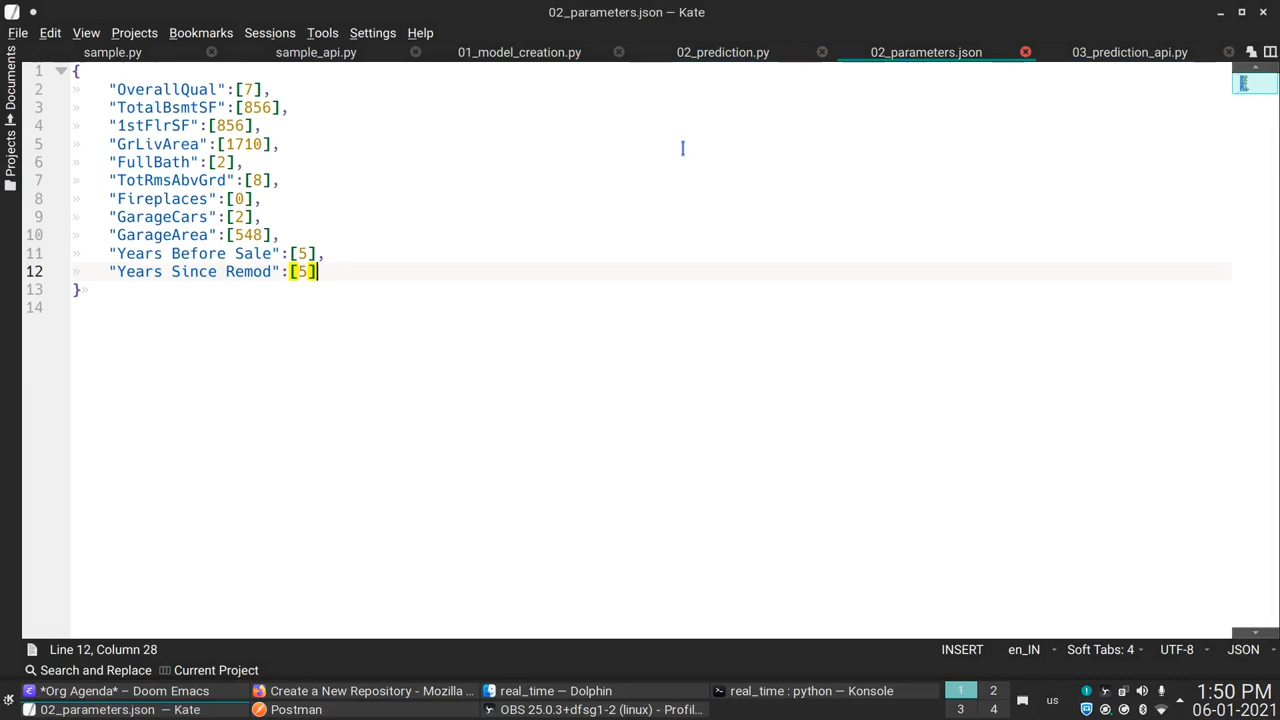 02_parameters.json — Kate
File Edit View Projects Bookmarks Sessions Tools Settings Help
sample.py sample_api.py 01_model_creation.py 02_prediction.py 02_parameters.json 03_prediction_api.py
Documents
Projects
1 {
2 "OverallQual":[7],
3 "TotalBsmtSF":[856],
4 "1stFlrSF":[856],
5 "GrLivArea":[1710],
6 "FullBath":[2],
7 "TotRmsAbvGrd":[8],
8 "Fireplaces":[0],
9 "GarageCars":[2],
10 "GarageArea":[548],
11 "Years Before Sale":[5],
12 "Years Since Remod":[5]
13 }
14
Line 12, Column 28 INSERT en_IN Soft Tabs: 4 UTF-8 JSON
Search and Replace Current Project
*Org Agenda* – Doom Emacs Create a New Repository - Mozilla ... real_time — Dolphin real_time : python — Konsole 1 2 us 1:50 PM
02_parameters.json — Kate Postman OBS 25.0.3+dfsg1-2 (linux) - Profil... 3 4 06-01-2021